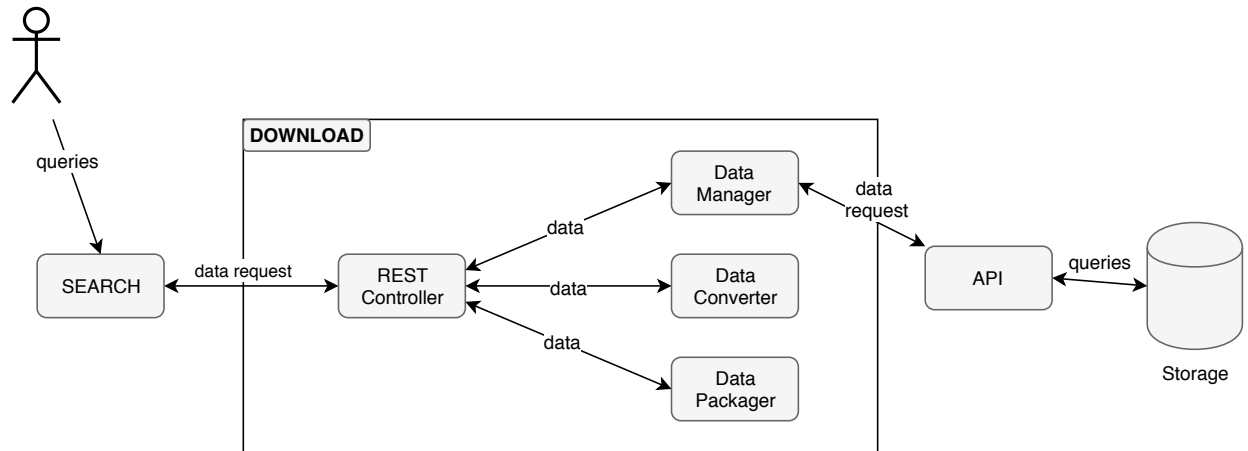 DOWNLOAD
queries
SEARCH
data request
REST
Controller
data
data
data
Data
Manager
Data
Converter
Data
Packager
data
request
API
queries
Storage